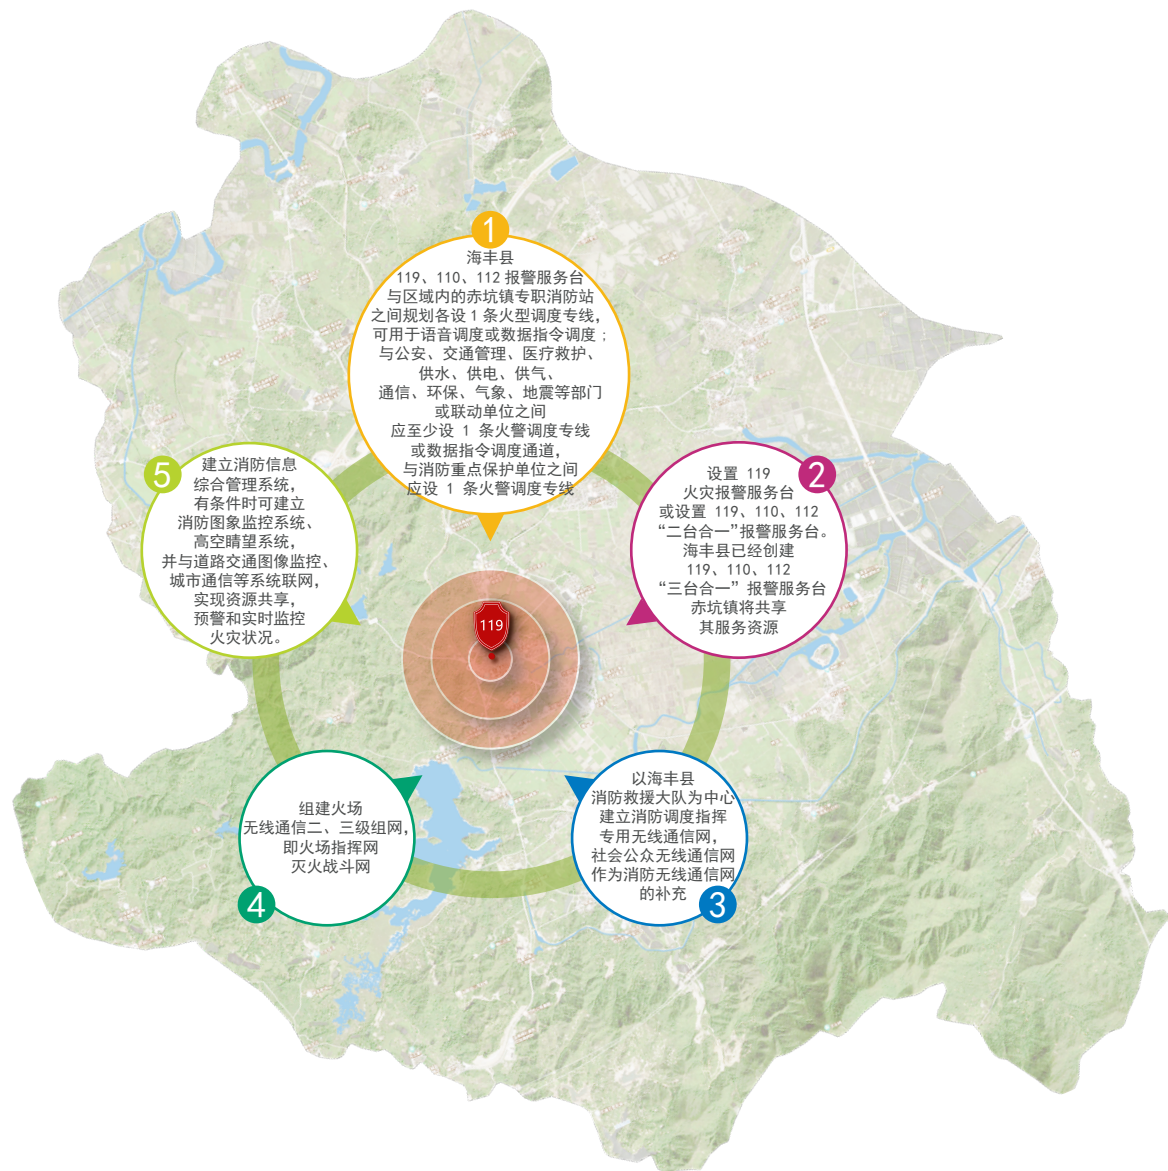 1
海丰县
119、110、112 报警服务台
与区域内的赤坑镇专职消防站
之间规划各设 1 条火型调度专线，
可用于语音调度或数据指令调度；
与公安、交通管理、医疗救护、
供水、供电、供气、
通信、环保、气象、地震等部门
或联动单位之间
应至少设 1 条火警调度专线
或数据指令调度通道，
与消防重点保护单位之间
应设 1 条火警调度专线
2
设置 119
火灾报警服务台
或设置 119、110、112
“二台合一”报警服务台。
海丰县已经创建
119、110、112
“三台合一” 报警服务台
赤坑镇将共享
其服务资源
3
以海丰县
消防救援大队为中心
建立消防调度指挥
专用无线通信网，
社会公众无线通信网
作为消防无线通信网
的补充
4
组建火场
无线通信二、三级组网，
即火场指挥网
灭火战斗网
5
建立消防信息
综合管理系统，
有条件时可建立
消防图象监控系统、
高空睛望系统，
并与道路交通图像监控、
城市通信等系统联网，
实现资源共享，
预警和实时监控
火灾状况。
119